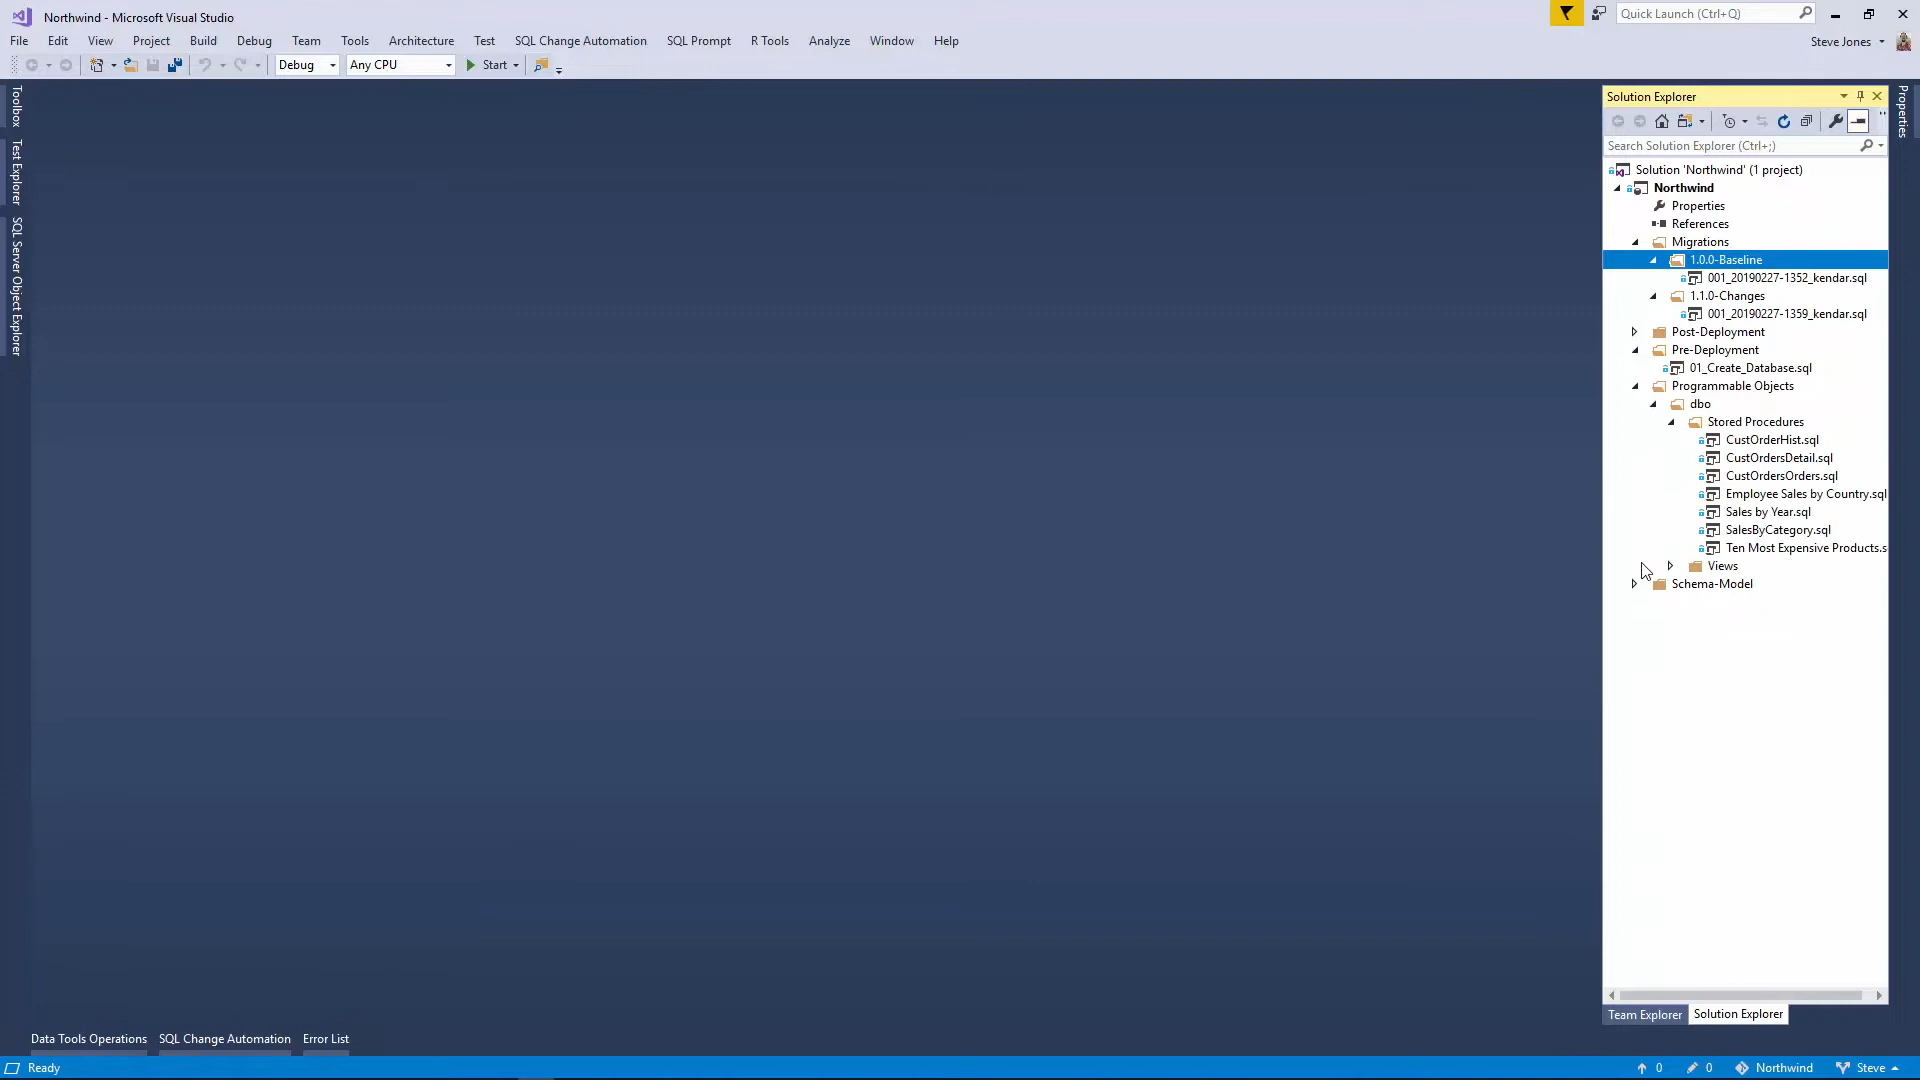 Northwind - Microsoft Visual Studio
Quick Launch (Ctrl+Q)
File Edit View Project Build Debug Team Tools Architecture Test SQL Change Automation SQL Prompt R Tools Analyze Window Help
Steve Jones
Debug Any CPU Start
Toolbox
Test Explorer
SQL Server Object Explorer
Solution Explorer
Properties
Search Solution Explorer (Ctrl+;)
Solution 'Northwind' (1 project)
Northwind
Properties
References
Migrations
1.0.0-Baseline
001_20190227-1352_kendar.sql
1.1.0-Changes
001_20190227-1359_kendar.sql
Post-Deployment
Pre-Deployment
01_Create_Database.sql
Programmable Objects
dbo
Stored Procedures
CustOrderHist.sql
CustOrdersDetail.sql
CustOrdersOrders.sql
Employee Sales by Country.sql
Sales by Year.sql
SalesByCategory.sql
Ten Most Expensive Products.s
Views
Schema-Model
Team Explorer Solution Explorer
Data Tools Operations SQL Change Automation Error List
Ready
0 0 Northwind Steve